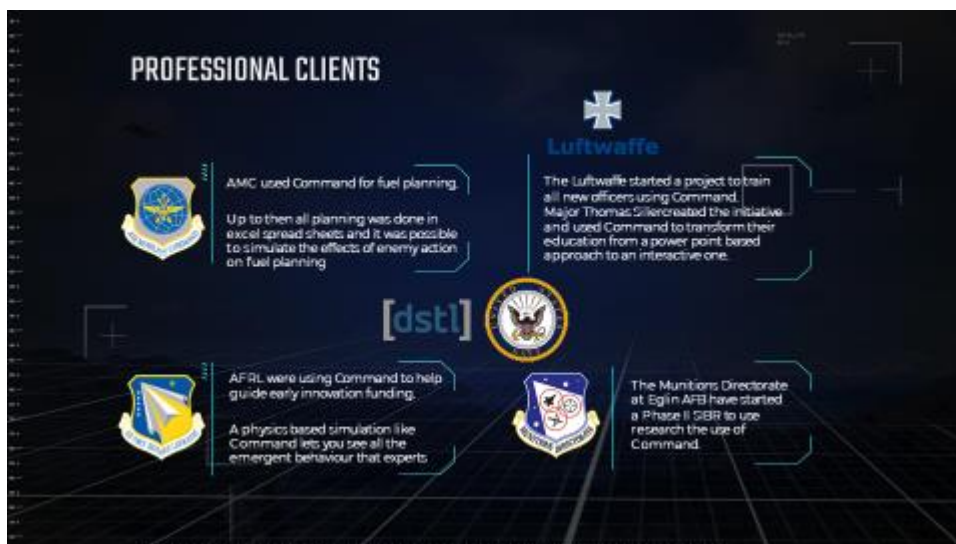 PROFESSIONAL CLIENTS
Luftwaffe
AMC used Command for fuel planning.
Up to then all planning was done in
excel spread sheets and it was possible
to simulate the effects of enemy action
on fuel planning
The Luftwaffe started a project to train
all new officers using Command.
Major Thomas Sillercreated the initiative
and used Command to transform their
education from a power point based
approach to an interactive one.
[dstl]
AFRL were using Command to help
guide early innovation funding.
A physics based simulation like
Command lets you see all the
emergent behaviour that experts
The Munitions Directorate
at Eglin AFB have started
a Phase II SIBR to use
research the use of
Command.
MUNITIONS DIRECTORATE